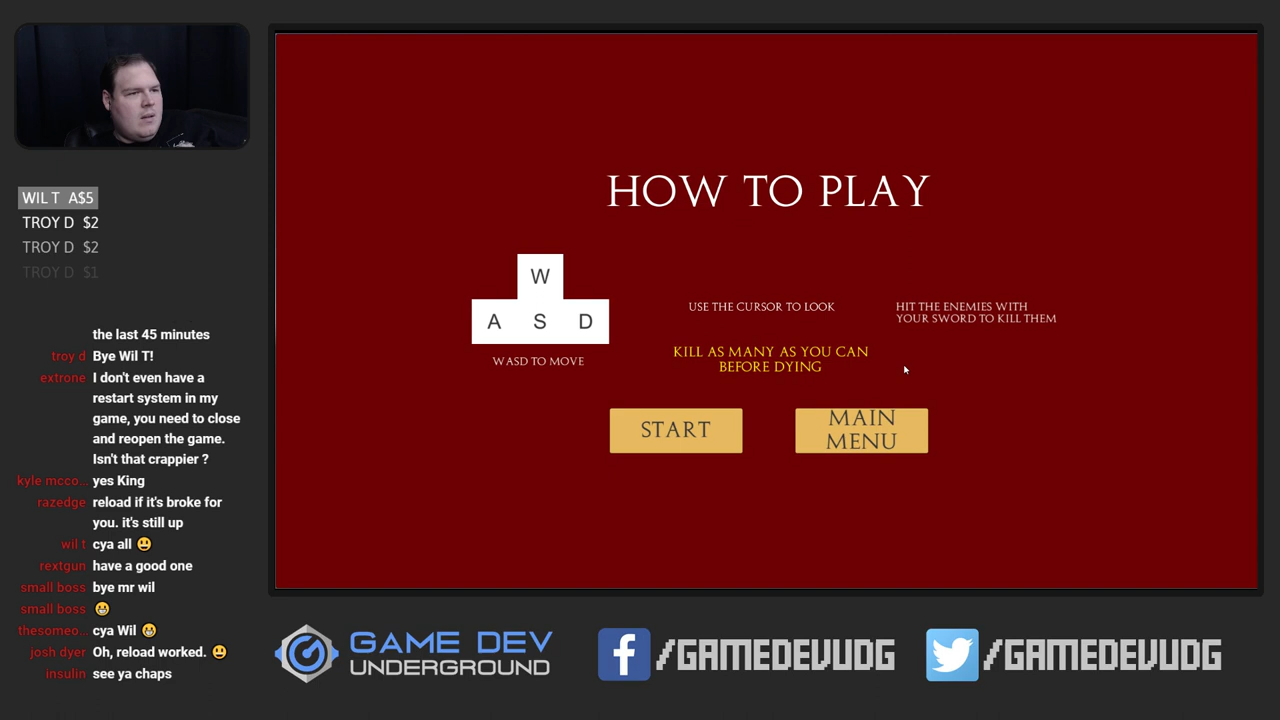 WIL T A$5
TROY D $2
TROY D $2
TROY D $1
the last 45 minutes
troy d Bye Wil T!
extrone I don't even have a
restart system in my
game, you need to close
and reopen the game.
Isn't that crappier ?
kyle mcco... yes King
razedge reload if it's broke for
you. it's still up
wil t cya all 😃
rextgun have a good one
small boss bye mr wil
small boss 😀
thesomeo... cya Wil 😀
josh dyer Oh, reload worked. 😃
insulin see ya chaps
HOW TO PLAY
W
A S D
WASD TO MOVE
USE THE CURSOR TO LOOK
HIT THE ENEMIES WITH
YOUR SWORD TO KILL THEM
KILL AS MANY AS YOU CAN
BEFORE DYING
START
MAIN
MENU
GAME DEV
UNDERGROUND
f /GAMEDEVUDG
/GAMEDEVUDG